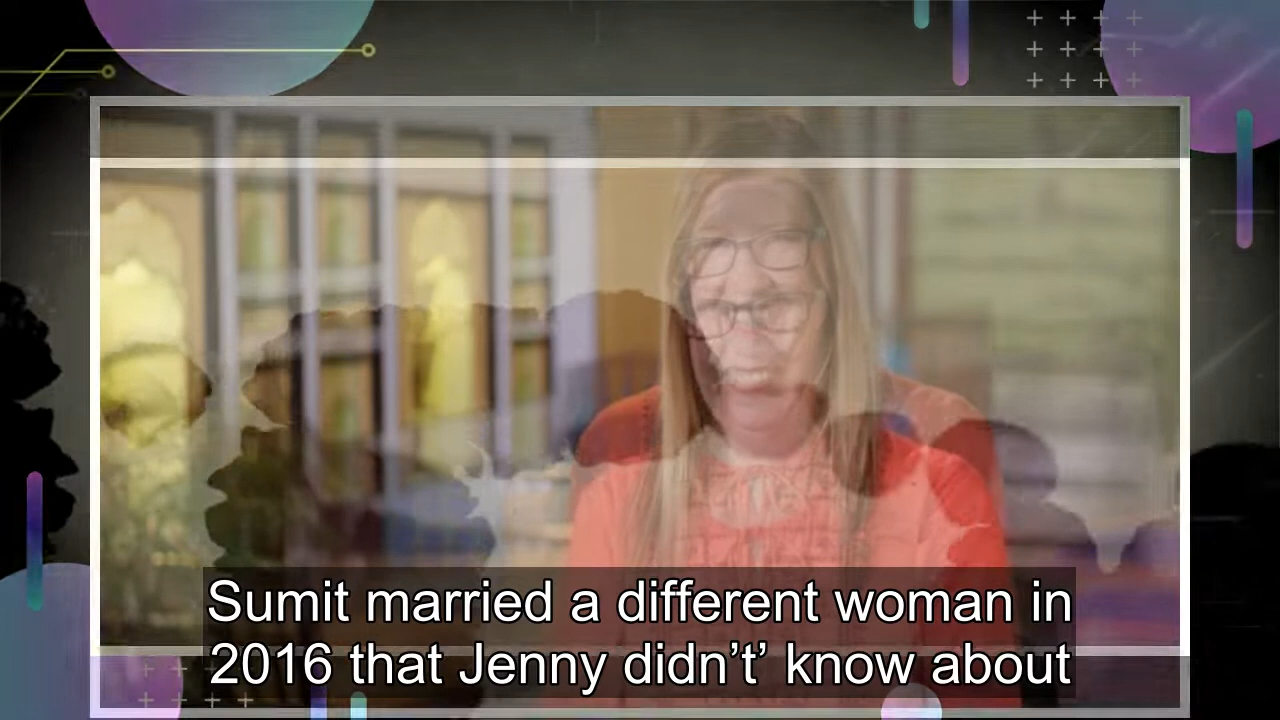 Sumit married a different woman in
2016 that Jenny didn’t’ know about